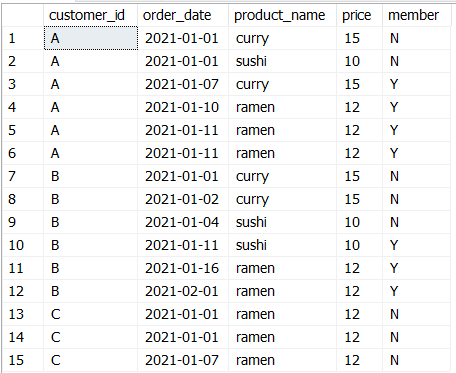 customer_id order_date product_name price member
1 A 2021-01-01 curry 15 N
2 A 2021-01-01 sushi 10 N
3 A 2021-01-07 curry 15 Y
4 A 2021-01-10 ramen 12 Y
5 A 2021-01-11 ramen 12 Y
6 A 2021-01-11 ramen 12 Y
7 B 2021-01-01 curry 15 N
8 B 2021-01-02 curry 15 N
9 B 2021-01-04 sushi 10 N
10 B 2021-01-11 sushi 10 Y
11 B 2021-01-16 ramen 12 Y
12 B 2021-02-01 ramen 12 Y
13 C 2021-01-01 ramen 12 N
14 C 2021-01-01 ramen 12 N
15 C 2021-01-07 ramen 12 N